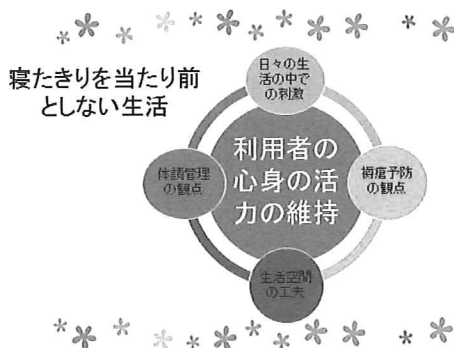 寝たきりを当たり前
としない生活
日々の生
活の中で
の刺激
利用者の
心身の活
力の維持
体調管理
の観点
褥瘡予防
の観点
生活空間
の工夫